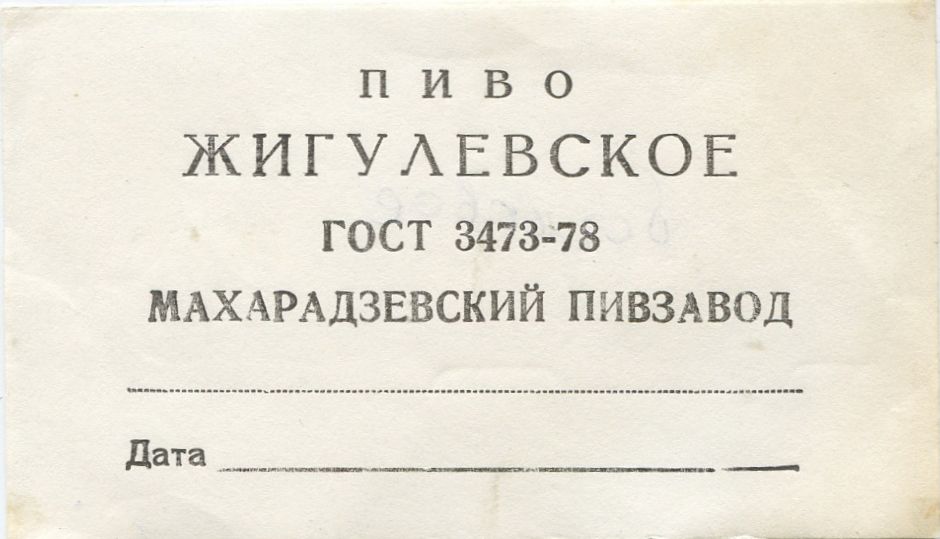 ПИВО
ЖИГУЛЕВСКОЕ
ГОСТ 3473-78
МАХАРАДЗЕВСКИЙ ПИВЗАВОД
Дата